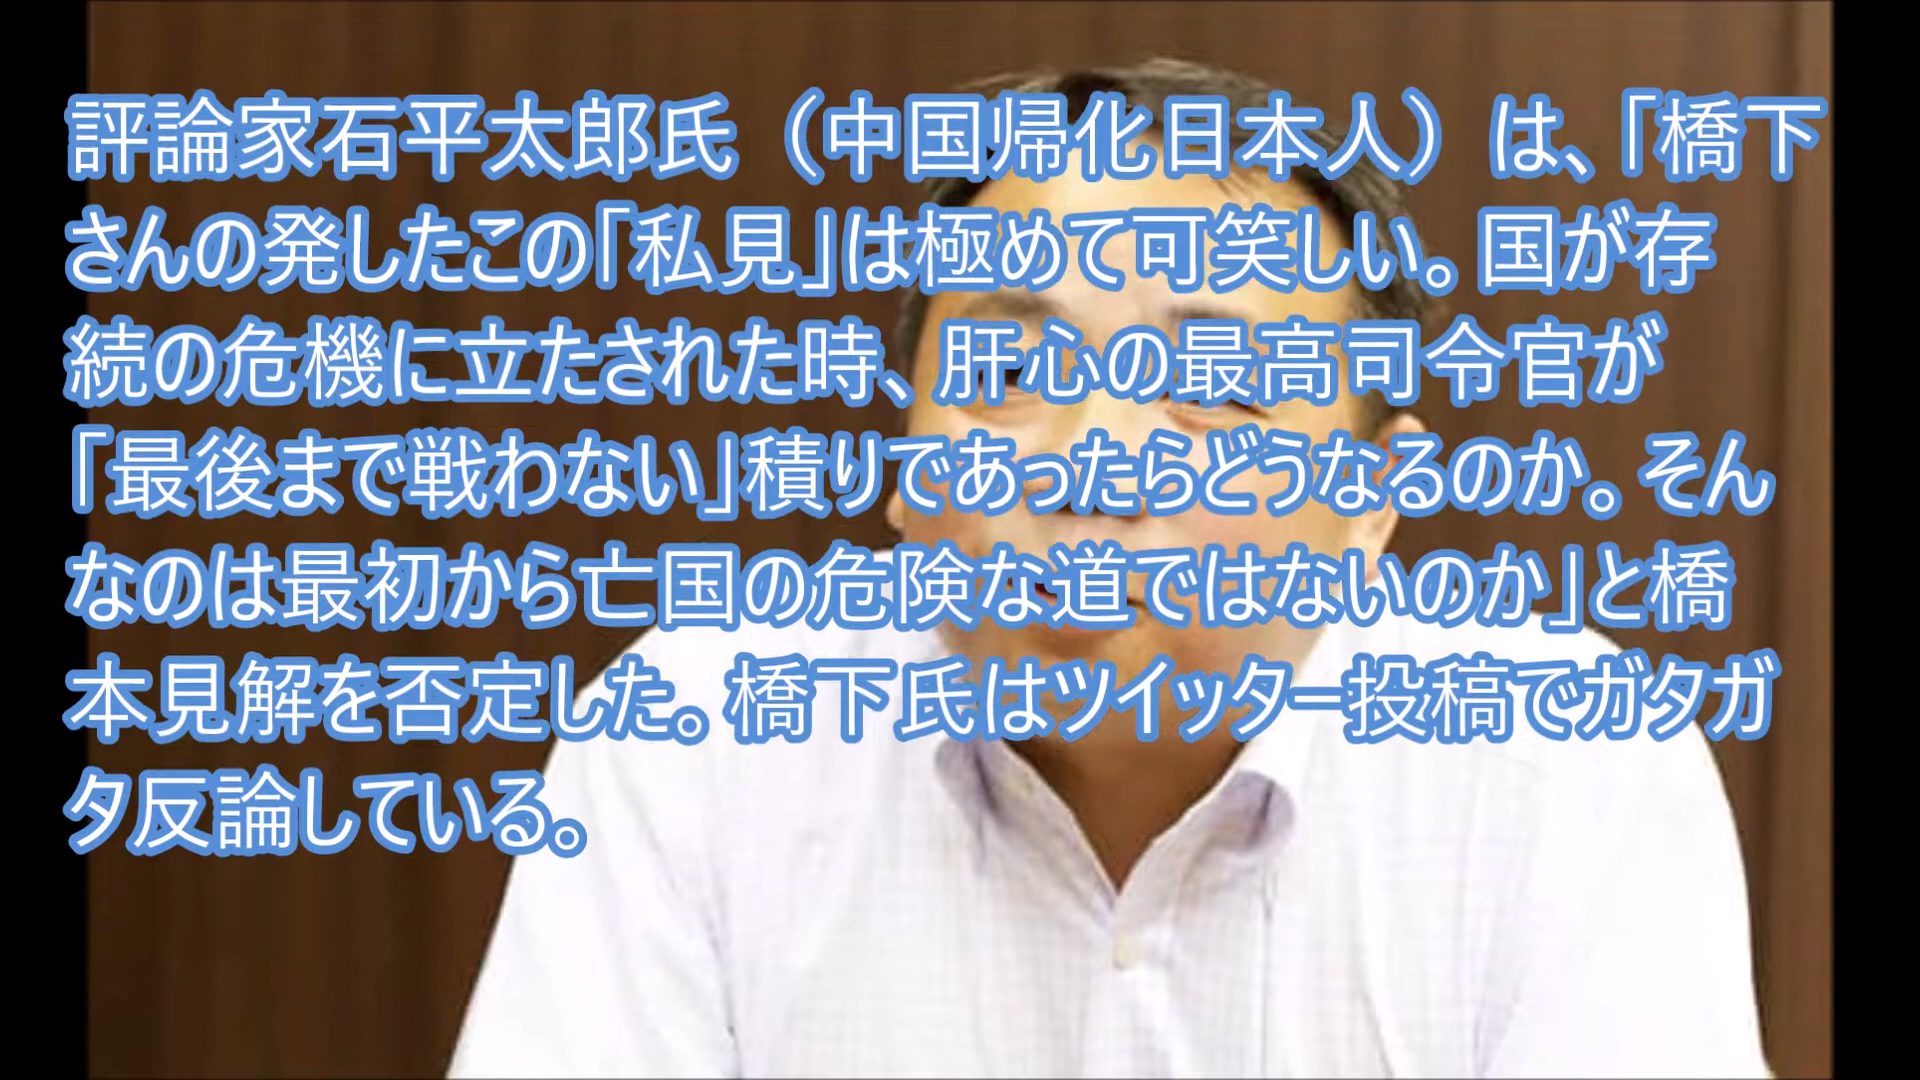 評論家石平太郎氏（中国帰化日本人）は、「橋下
さんの発したこの「私見」は極めて可笑しい。国が存
続の危機に立たされた時、肝心の最高司令官が
「最後まで戦わない」積りであったらどうなるのか。そん
なのは最初から亡国の危険な道ではないのか」と橋
本見解を否定した。橋下氏はツイッター投稿でガタガ
タ反論している。